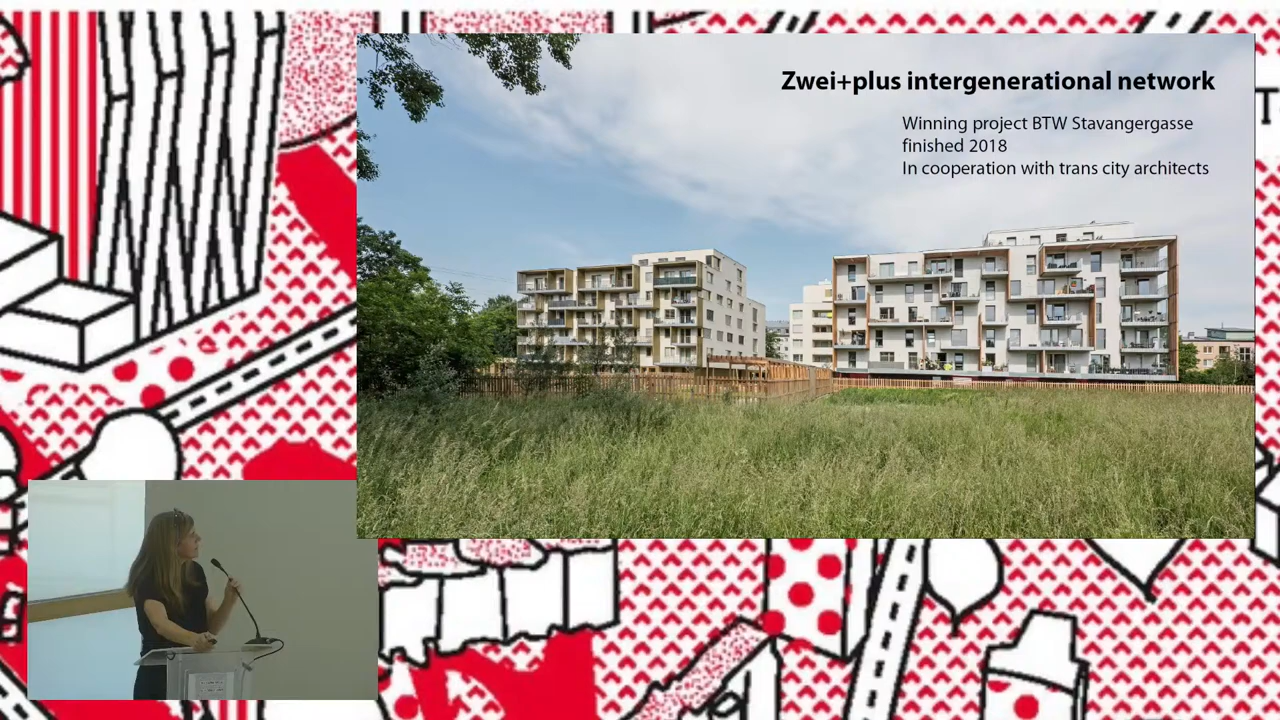 Zwei+plus intergenerational network
Winning project BTW Stavangergasse
finished 2018
In cooperation with trans city architects